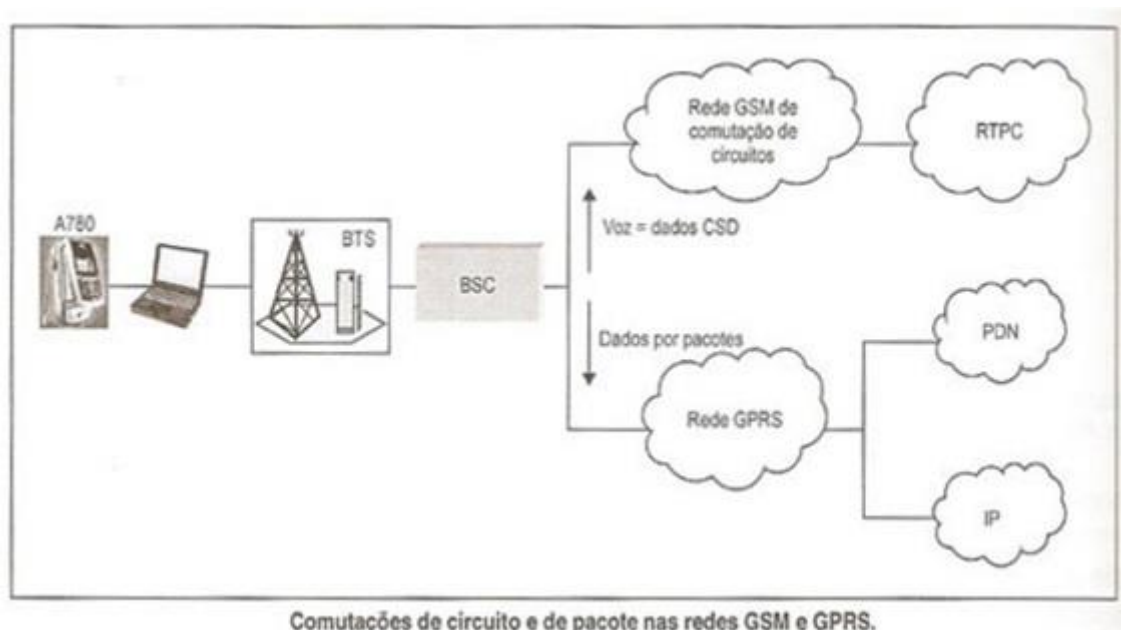 A780
BTS
BSC
Rede GSM de
comutação de
circuitos
RTPC
Voz = dados CSD
Dados por pacotes
Rede GPRS
PDN
IP
Comutações de circuito e de pacote nas redes GSM e GPRS.